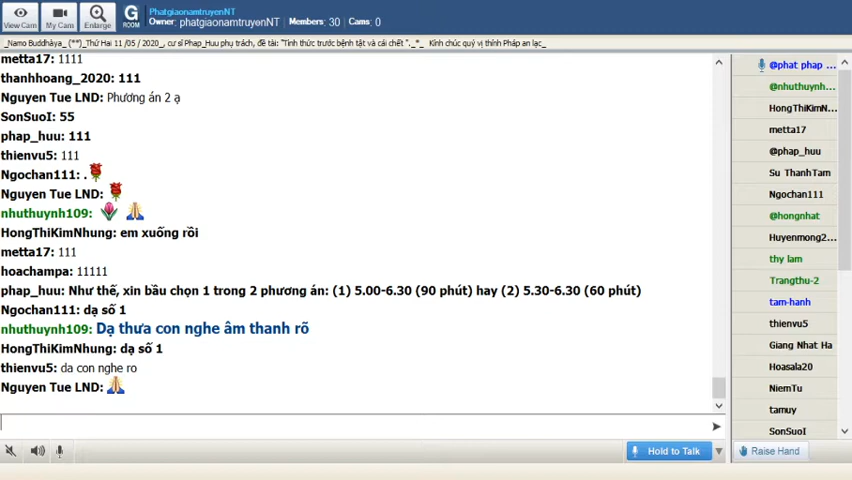 PhatgiaonamtruyenNT
Owner: phatgiaonamtruyenNT Members: 30 Cams: 0
View Cam
My Cam
Enlarge
G ROOM
_Namo Buddhàya_ (**)_Thứ Hai 11 /05 / 2020_, cư sĩ Phap_Huu phụ trách, đề tài: "Tỉnh thức trước bệnh tật và cái chết "._*_ Kính chúc quý vị thính Pháp an lạc_
metta17: 1111
thanhhoang_2020: 111
Nguyen Tue LND: Phương án 2 ạ
SonSuoI: 55
phap_huu: 111
thienvu5: 111
Ngochan111: .
Nguyen Tue LND:
nhuthuynh109:
HongThiKimNhung: em xuống rồi
metta17: 111
hoachampa: 11111
phap_huu: Như thế, xin bầu chọn 1 trong 2 phương án: (1) 5.00-6.30 (90 phút) hay (2) 5.30-6.30 (60 phút)
Ngochan111: dạ số 1
nhuthuynh109: Dạ thưa con nghe âm thanh rõ
HongThiKimNhung: dạ số 1
thienvu5: da con nghe ro
Nguyen Tue LND:
@phat phap ...
@nhuthuynh...
HongThiKimN...
metta17
@phap_huu
Su ThanhTam
Ngochan111
@hongnhat
Huyenmong2...
thy lam
Trangthu-2
tam-hanh
thienvu5
Giang Nhat Ha
Hoasala20
NiemTu
tamuy
SonSuoI
Hold to Talk
Raise Hand